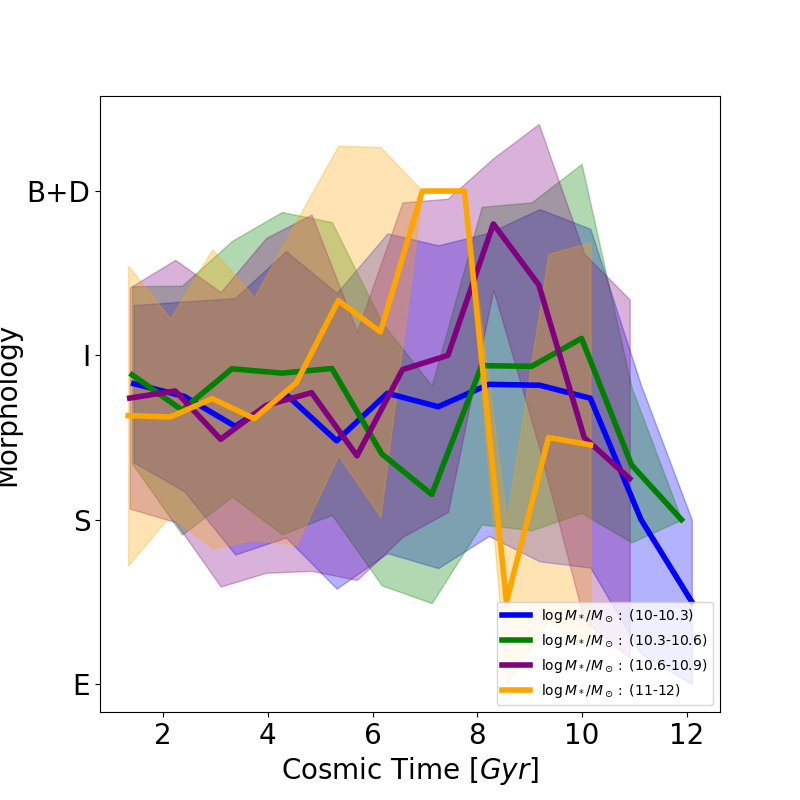 B+D
I
S
E
Morphology
2 4 6 8 10 12
Cosmic Time [Gyr]
log M*/M⊙ : (10-10.3)
log M*/M⊙ : (10.3-10.6)
log M*/M⊙ : (10.6-10.9)
log M*/M⊙ : (11-12)